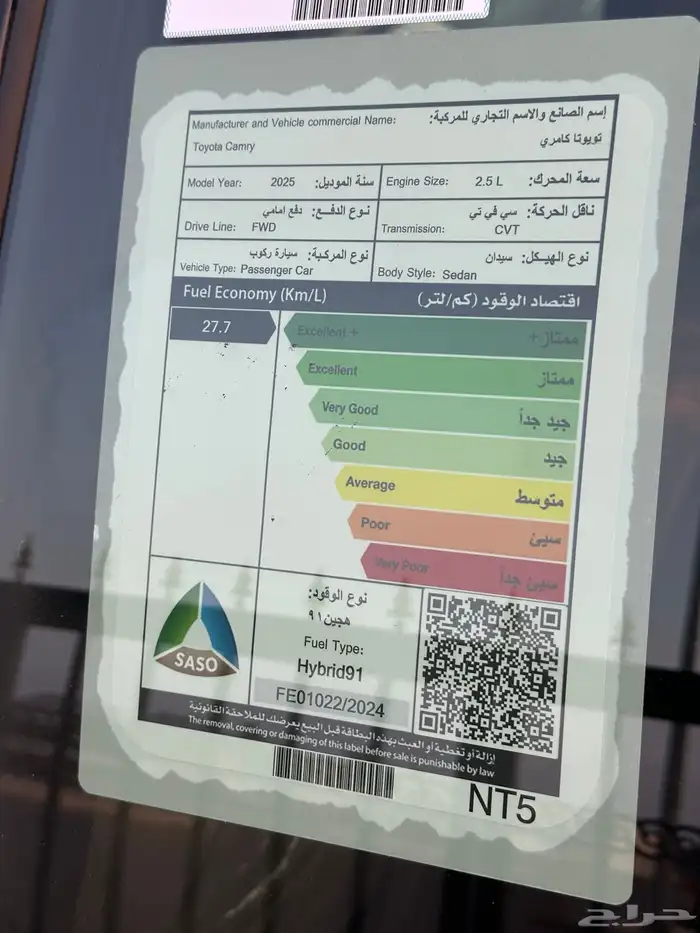 Manufacturer and Vehicle commercial Name: إسم الصانع والاسم التجاري للمركبة:
Toyota Camry تويوتا كامري
Model Year: 2025 سنة الموديل: Engine Size: 2.5 L سعة المحرك:
نوع الدفع: دفع امامي ناقل الحركة: سي في تي
Drive Line: FWD Transmission: CVT
نوع المركبة: سيارة ركوب نوع الهيكل: سيدان
Vehicle Type: Passenger Car Body Style: Sedan
Fuel Economy (Km/L) اقتصاد الوقود (كم/لتر)
27.7 Excellent + ممتاز+
Excellent ممتاز
Very Good جيد جداً
Good جيد
Average متوسط
Poor سيئ
Very Poor سيئ جداً
نوع الوقود:
هجين٩١
Fuel Type:
Hybrid91
FE01022/2024
SASO
إزالة أو تغطية أو العبث بهذه البطاقة قبل البيع يعرضك للملاحقة القانونية
The removal, covering or damaging of this label before sale is punishable by law
NT5
حراج